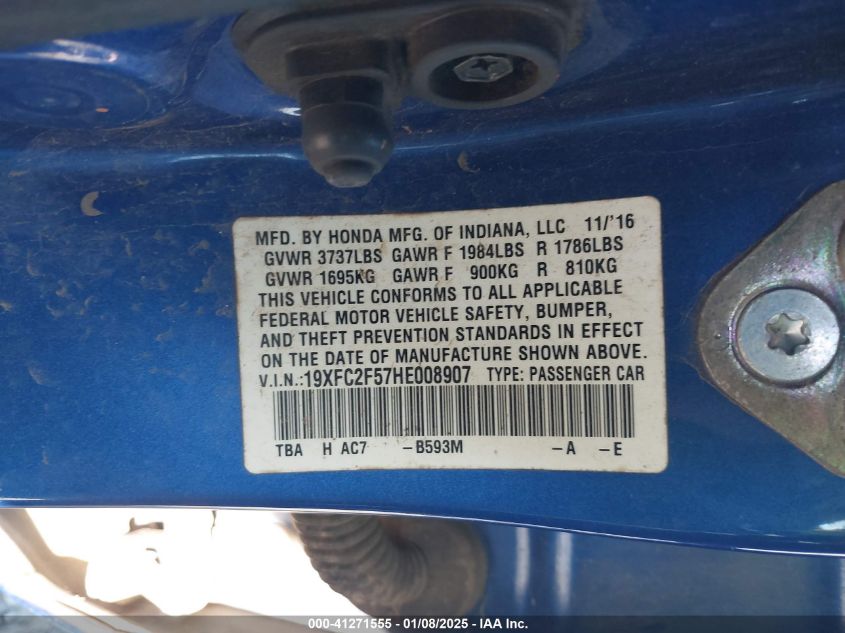 MFD. BY HONDA MFG. OF INDIANA, LLC 11/'16
GVWR 3737LBS GAWR F 1984LBS R 1786LBS
GVWR 1695KG GAWR F 900KG R 810KG
THIS VEHICLE CONFORMS TO ALL APPLICABLE
FEDERAL MOTOR VEHICLE SAFETY, BUMPER,
AND THEFT PREVENTION STANDARDS IN EFFECT
ON THE DATE OF MANUFACTURE SHOWN ABOVE.
V.I.N.:19XFC2F57HE008907 TYPE: PASSENGER CAR
TBA H AC7 -B593M -A -E
000-41271555 - 01/08/2025 - IAA Inc.